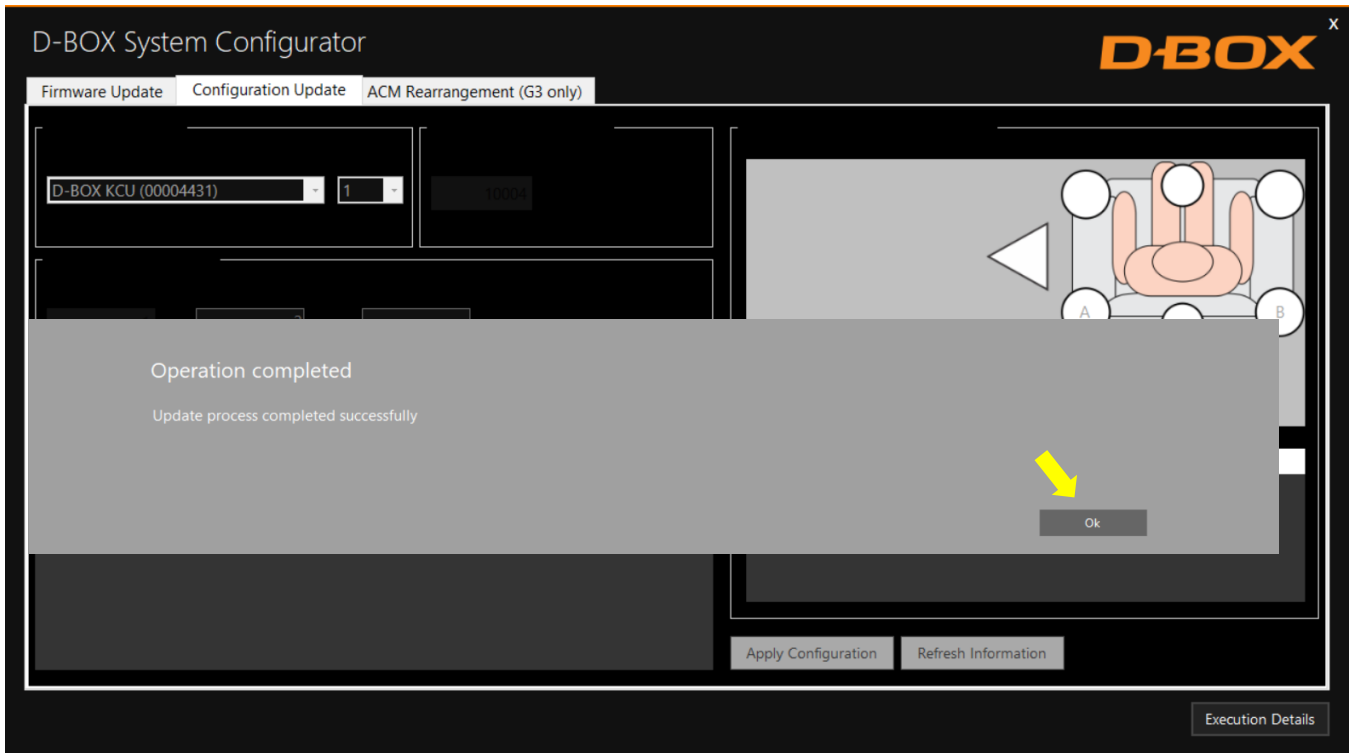 D-BOX System Configurator
X
D-BOX
Firmware Update
Configuration Update
ACM Rearrangement (G3 only)
D-BOX KCU (00004431)
1
10004
A
B
Operation completed
Update process completed successfully
Ok
Apply Configuration
Refresh Information
Execution Details